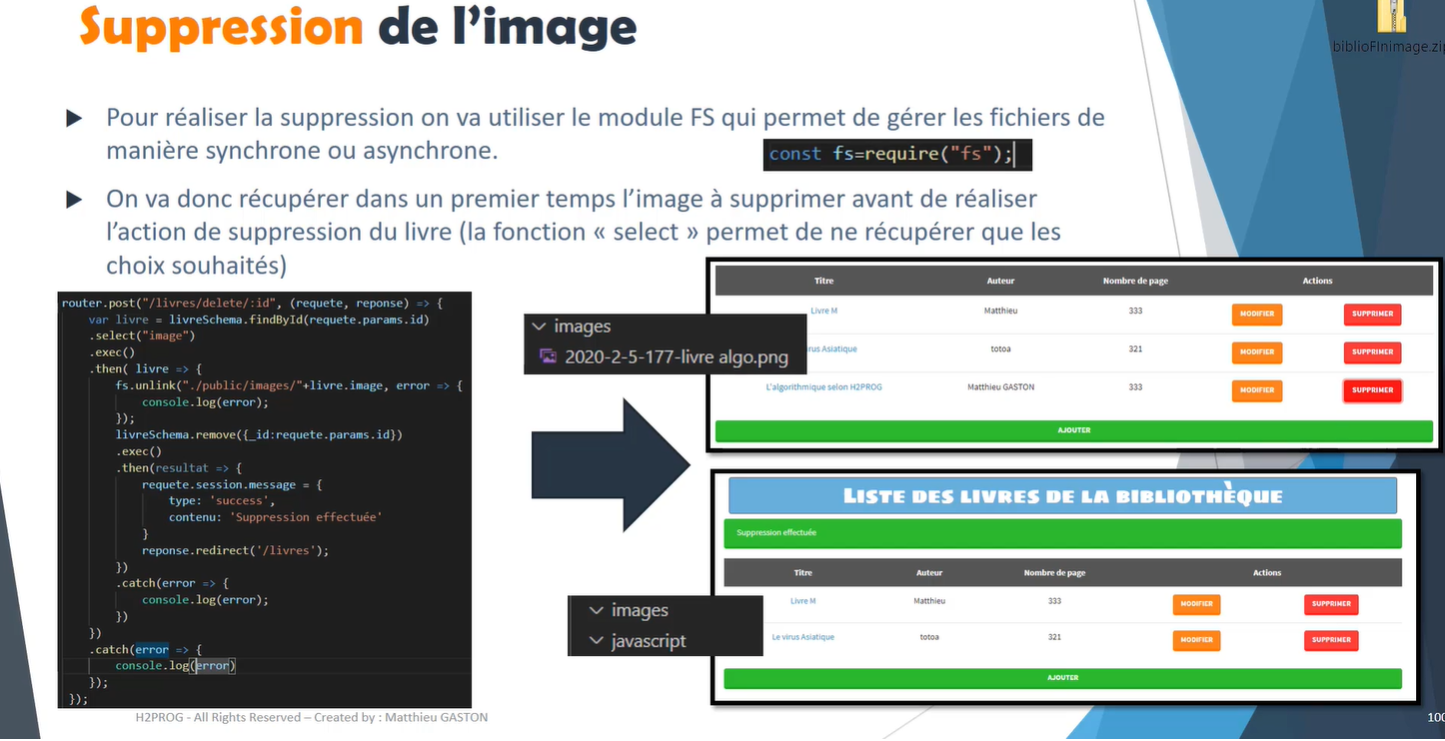 Suppression de l'image
biblioFInimage.zi
Pour réaliser la suppression on va utiliser le module FS qui permet de gérer les fichiers de
manière synchrone ou asynchrone.
const fs=require("fs");
On va donc récupérer dans un premier temps l'image à supprimer avant de réaliser
l'action de suppression du livre (la fonction « select » permet de ne récupérer que les
choix souhaités)
router.post("/livres/delete/:id", (requete, reponse) => {
var livre = livreSchema.findById(requete.params.id)
.select("image")
.exec()
.then( livre => {
fs.unlink("./public/images/"+livre.image, error => {
console.log(error);
});
livreSchema.remove({_id:requete.params.id})
.exec()
.then(resultat => {
requete.session.message = {
type: 'success',
contenu: 'Suppression effectuée'
}
reponse.redirect('/livres');
})
.catch(error => {
console.log(error);
})
})
.catch(error => {
console.log(error)
});
});
images
2020-2-5-177-livre algo.png
Titre Auteur Nombre de page Actions
Livre M Matthieu 333 MODIFIER SUPPRIMER
rus Asiatique totoa 321 MODIFIER SUPPRIMER
L'algorithmique selon H2PROG Matthieu GASTON 333 MODIFIER SUPPRIMER
AJOUTER
LISTE DES LIVRES DE LA BIBLIOTHÈQUE
Suppression effectuée
Titre Auteur Nombre de page Actions
Livre M Matthieu 333 MODIFIER SUPPRIMER
Le virus Asiatique totoa 321 MODIFIER SUPPRIMER
AJOUTER
images
javascript
H2PROG - All Rights Reserved – Created by : Matthieu GASTON
100